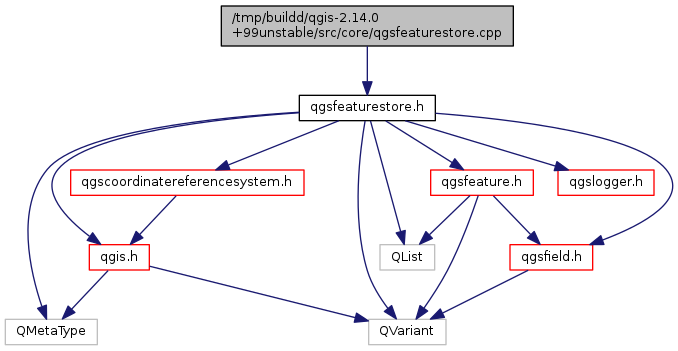 /tmp/buildd/qgis-2.14.0
+99unstable/src/core/qgsfeaturestore.cpp
qgsfeaturestore.h
qgscoordinatereferencesystem.h
qgsfeature.h
qgslogger.h
qgis.h
QList
qgsfield.h
QMetaType
QVariant